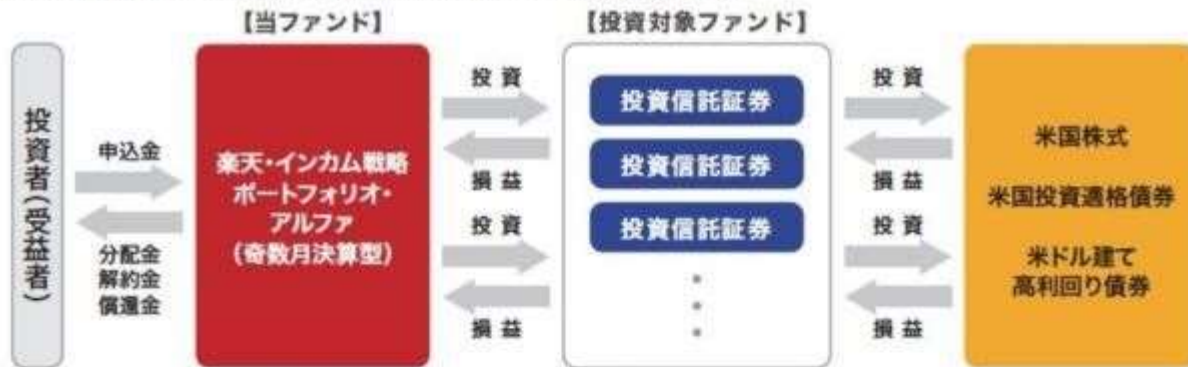 【当ファンド】
【投資対象ファンド】
投資者(受益者)
申込金
分配金
解約金
償還金
楽天・インカム戦略
ポートフォリオ・
アルファ
(奇数月決算型)
投資
損益
投資
損益
投資信託証券
投資信託証券
投資信託証券
投資
損益
投資
損益
米国株式
米国投資適格債券
米ドル建て
高利回り債券